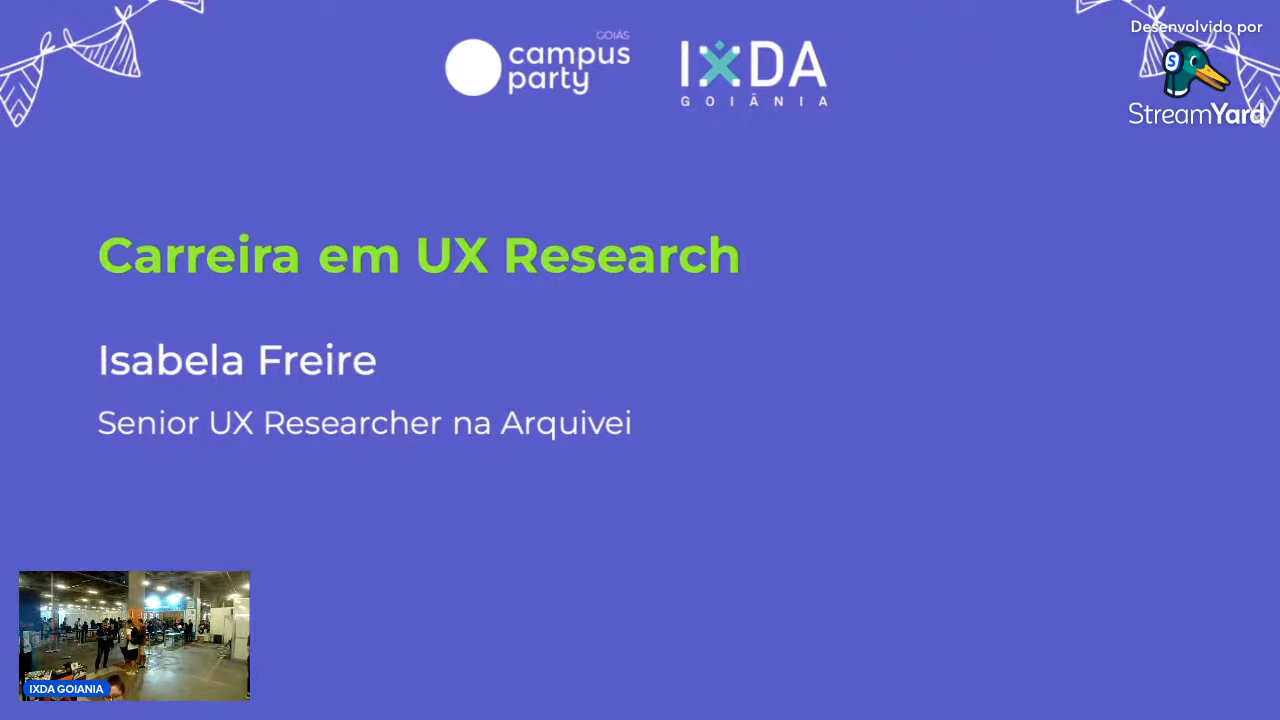 GOIÁS
campus
party
IXDA
GOIÂNIA
Desenvolvido por
S
StreamYard
Carreira em UX Research
Isabela Freire
Senior UX Researcher na Arquivei
IXDA GOIANIA